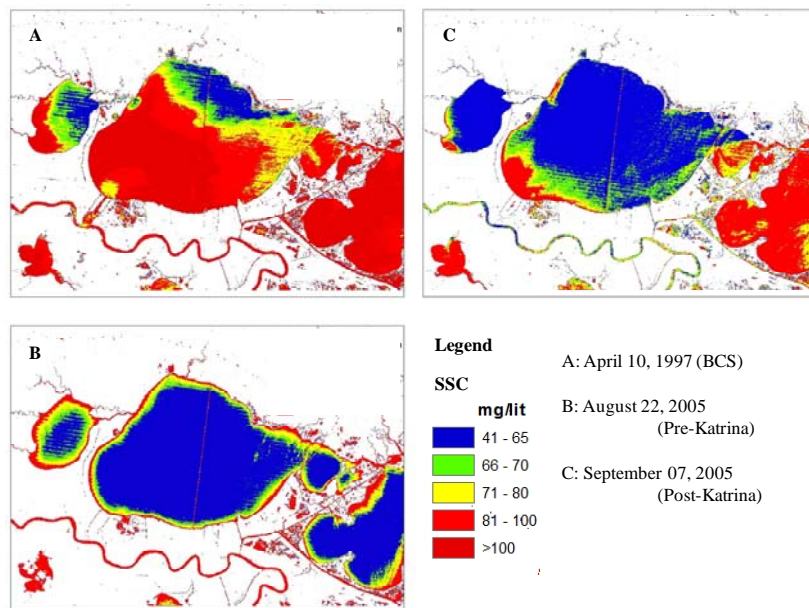 A
C
B
Legend
SSC
mg/lit
41 - 65
66 - 70
71 - 80
81 - 100
>100
A: April 10, 1997 (BCS)
B: August 22, 2005
(Pre-Katrina)
C: September 07, 2005
(Post-Katrina)